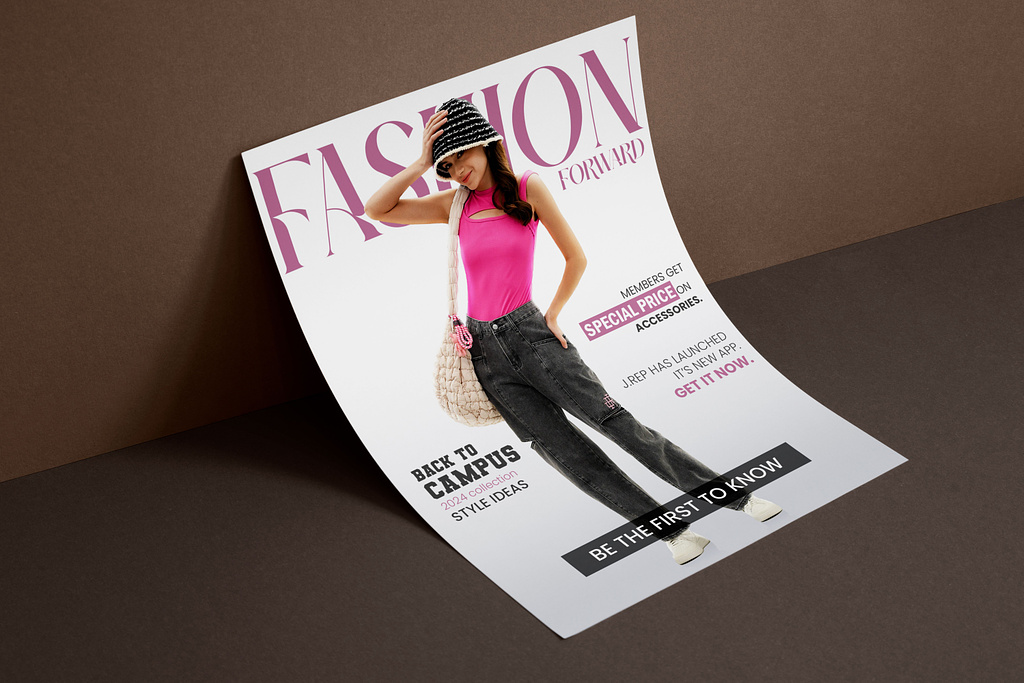 FASHION
FORWARD
MEMBERS GET
SPECIAL PRICE ON
ACCESSORIES.
J.REP HAS LAUNCHED
IT'S NEW APP.
GET IT NOW.
BACK TO
CAMPUS
2024 collection
STYLE IDEAS
BE THE FIRST TO KNOW